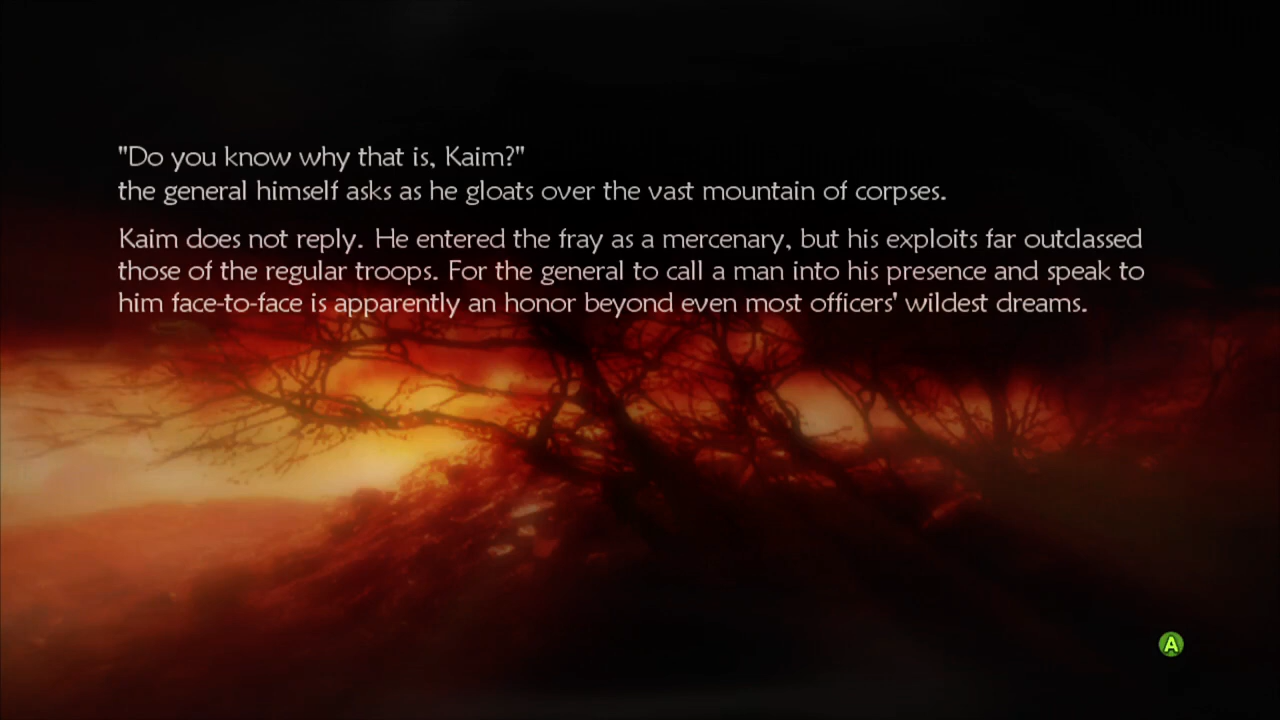 "Do you know why that is, Kaim?"
the general himself asks as he gloats over the vast mountain of corpses.
Kaim does not reply. He entered the fray as a mercenary, but his exploits far outclassed
those of the regular troops. For the general to call a man into his presence and speak to
him face-to-face is apparently an honor beyond even most officers' wildest dreams.
A